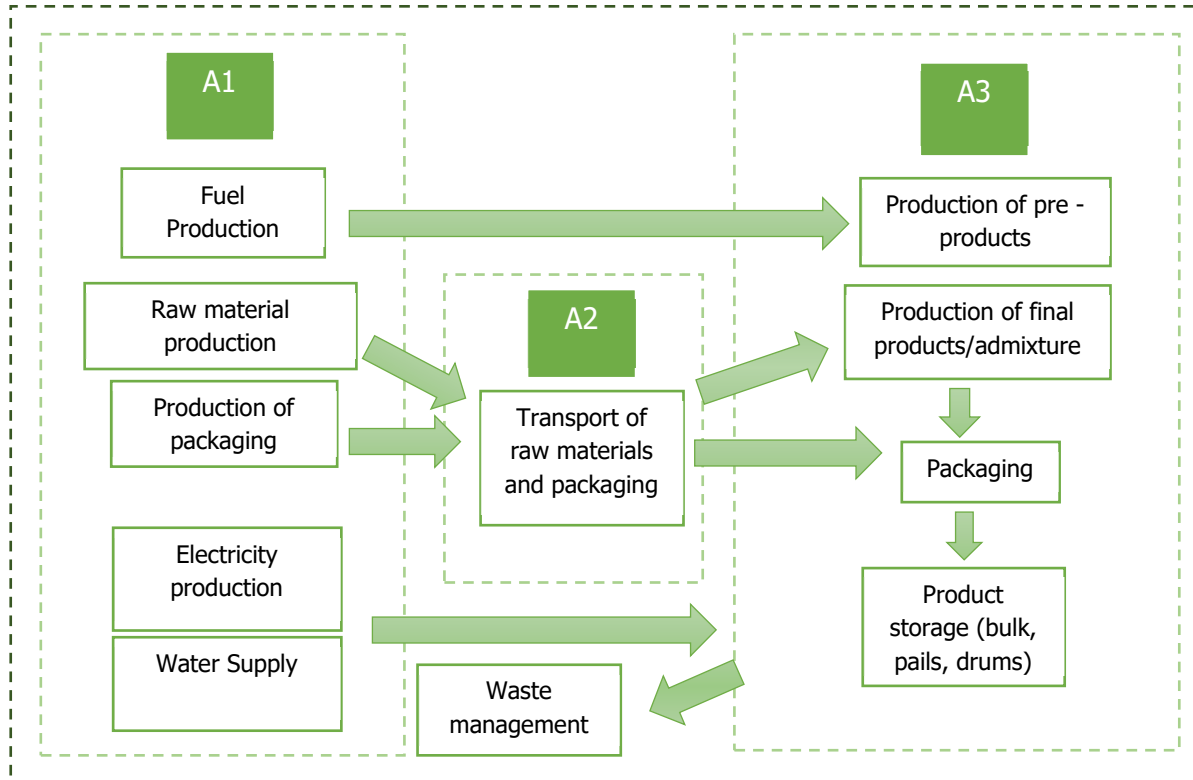 A1
Fuel
Production
Raw material
production
Production of
packaging
Electricity
production
Water Supply
A2
Transport of
raw materials
and packaging
Waste
management
A3
Production of pre -
products
Production of final
products/admixture
Packaging
Product
storage (bulk,
pails, drums)